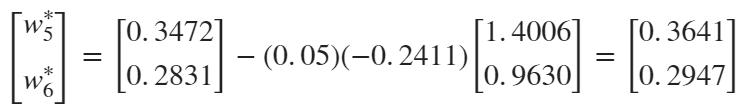 [w₅* w₆*] = [0.3472 0.2831] − (0.05)(−0.2411) [1.4006 0.9630] = [0.3641 0.2947]